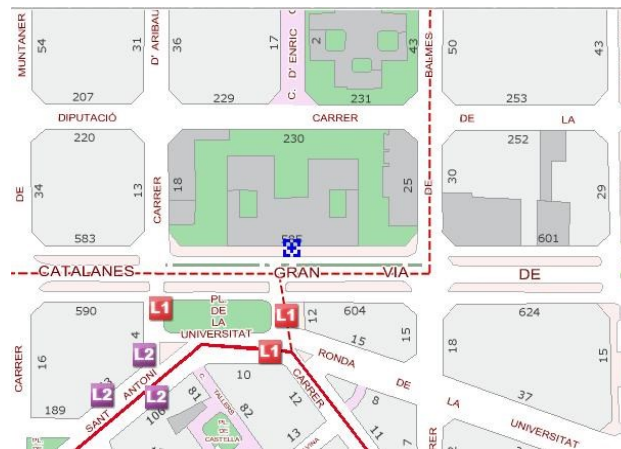 MUNTANER
54
31
D' ARIBAU
36
17
C. D' ENRIC
2
43
BALMES
50
43
207
229
231
253
DIPUTACIÓ
CARRER
DE
LA
220
230
252
DE
34
13
CARRER
18
25
DE
30
29
583
585
601
CATALANES
GRAN
VIA
DE
590
L1
PL.
DE
LA
UNIVERSITAT
L1
12
604
624
16
4
15
15
18
15
L2
L1
RONDA
CARRER
10
DE
L2
L2
SANT
ANTONI
81
C.
TALLERS
82
12
CARRER
8
LA
37
189
PL.
DE
CASTELLA
13
11
7
UNIVERSITAT